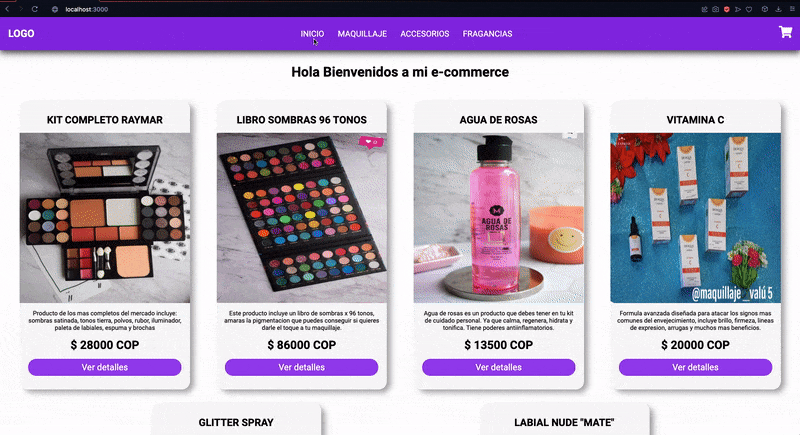 localhost:3000
LOGO
INICIO MAQUILLAJE ACCESORIOS FRAGANCIAS
Hola Bienvenidos a mi e-commerce
KIT COMPLETO RAYMAR
Producto de los mas completos del mercado incluye:
sombras satinada, tonos tierra, polvos, rubor, iluminador,
paleta de labiales, espuma y brochas
$ 28000 COP
Ver detalles
LIBRO SOMBRAS 96 TONOS
Este producto incluye un libro de sombras x 96 tonos,
amaras la pigmentacion que puedes conseguir si quieres
darle el toque a tu maquillaje.
$ 86000 COP
Ver detalles
AGUA DE ROSAS
M
AGUA DE
ROSAS
Agua de rosas es un producto que debes tener en tu kit
de cuidado personal. Ya que calma, regenera, hidrata y
tonifica. Tiene poderes antiinflamatorios.
$ 13500 COP
Ver detalles
VITAMINA C
@maquillaje_valú 5
Formula avanzada diseñada para atacar los signos mas
comunes del envejecimiento, incluye brillo, firmeza, lineas
de expresion, arrugas y muchos mas beneficios.
$ 20000 COP
Ver detalles
GLITTER SPRAY
LABIAL NUDE "MATE"